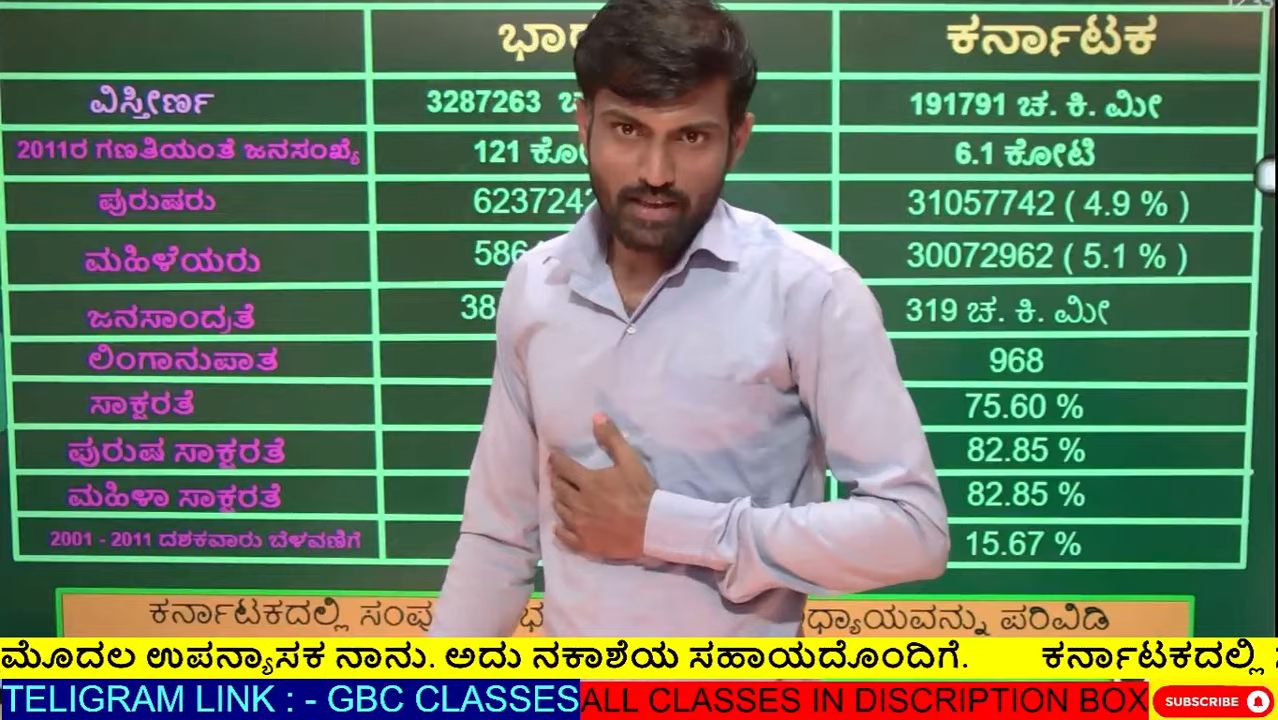 ಕರ್ನಾಟಕ
ವಿಸ್ತೀರ್ಣ 3287263 191791 ಚ. ಕಿ. ಮೀ
2011ರ ಗಣತಿಯಂತೆ ಜನಸಂಖ್ಯೆ 121 6.1 ಕೋಟಿ
ಪುರುಷರು 31057742 ( 4.9 % )
ಮಹಿಳೆಯರು 30072962 ( 5.1 % )
ಜನಸಾಂದ್ರತೆ 319 ಚ. ಕಿ. ಮೀ
ಲಿಂಗಾನುಪಾತ 968
ಸಾಕ್ಷರತೆ 75.60 %
ಪುರುಷ ಸಾಕ್ಷರತೆ 82.85 %
ಮಹಿಳಾ ಸಾಕ್ಷರತೆ 82.85 %
2001 - 2011 ದಶಕವಾರು ಬೆಳವಣಿಗೆ 15.67 %
ಕರ್ನಾಟಕದಲ್ಲಿ ಪರಿವಿಡಿ
ಮೊದಲ ಉಪನ್ಯಾಸಕ ನಾನು. ಅದು ನಕಾಶೆಯ ಸಹಾಯದೊಂದಿಗೆ. ಕರ್ನಾಟಕದಲ್ಲಿ
TELIGRAM LINK : - GBC CLASSES ALL CLASSES IN DISCRIPTION BOX SUBSCRIBE